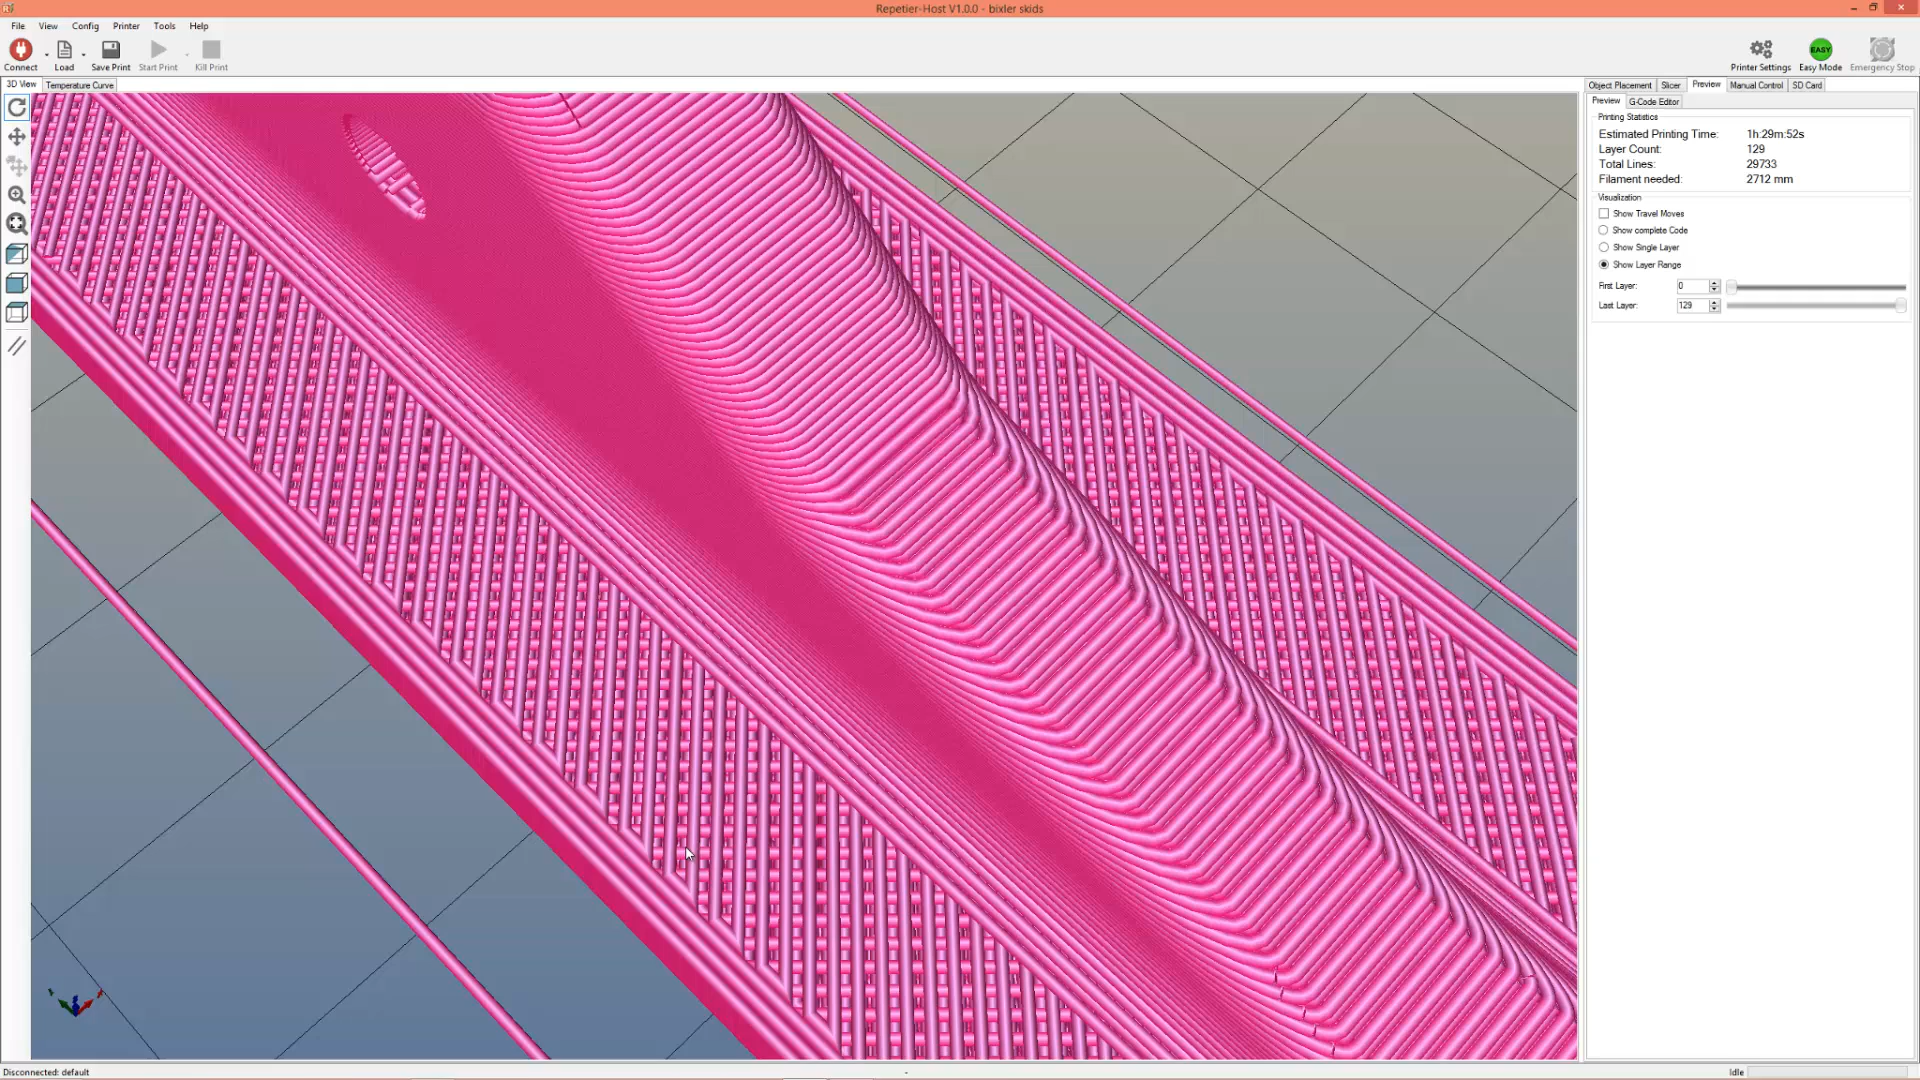 Repetier-Host V1.0.0 - bixler skids
File View Config Printer Tools Help
Connect Load Save Print Start Print Kill Print
Printer Settings EASY Easy Mode Emergency Stop
3D View Temperature Curve
Object Placement Slicer Preview Manual Control SD Card
Preview G-Code Editor
Printing Statistics
Estimated Printing Time: 1h:29m:52s
Layer Count: 129
Total Lines: 29733
Filament needed: 2712 mm
Visualization
Show Travel Moves
Show complete Code
Show Single Layer
Show Layer Range
First Layer: 0
Last Layer: 129
Disconnected: default - Idle